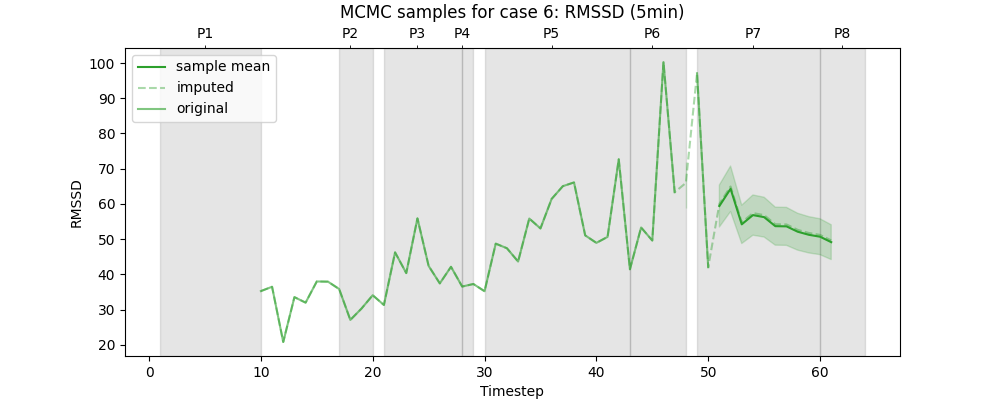 MCMC samples for case 6: RMSSD (5min)
P1 P2 P3 P4 P5 P6 P7 P8
sample mean
imputed
original
100
90
80
70
60
50
40
30
20
RMSSD
0 10 20 30 40 50 60
Timestep